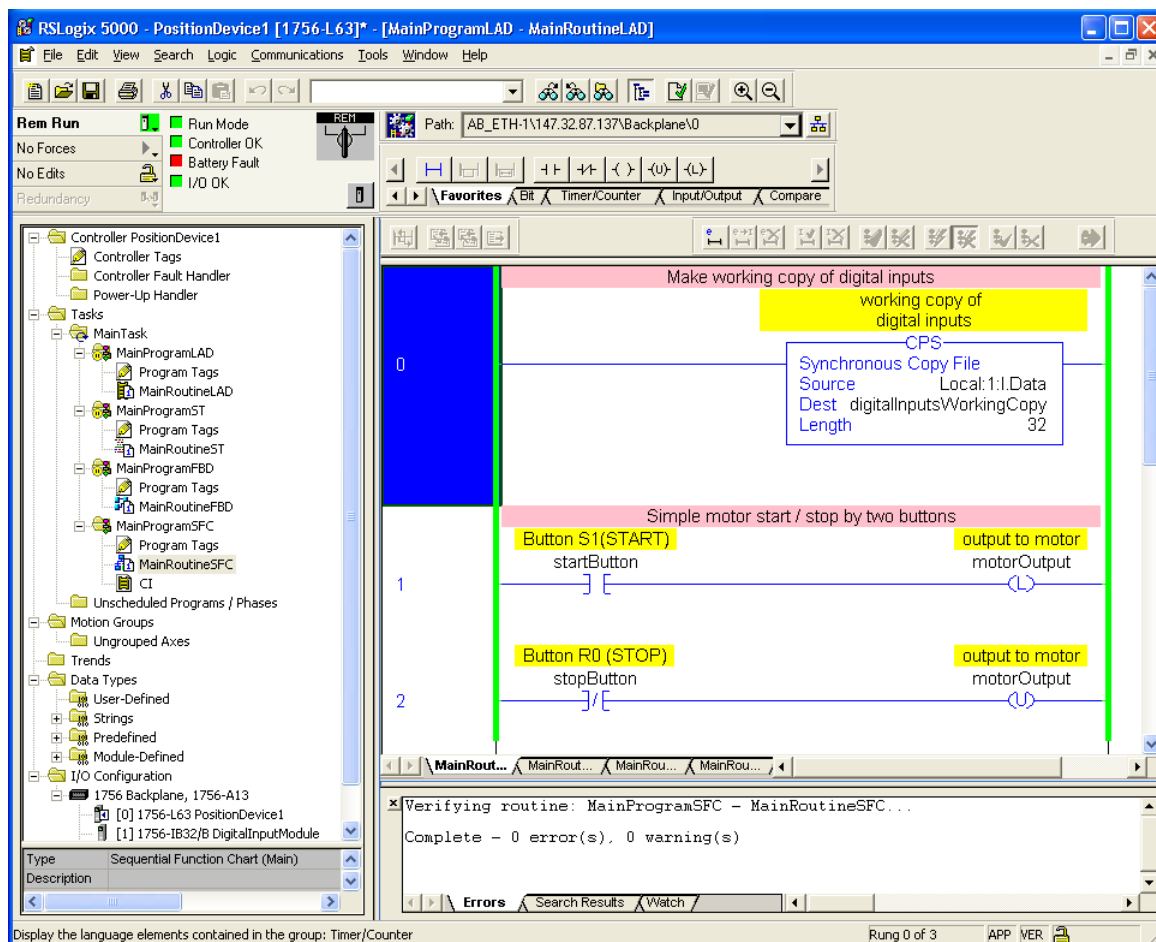 RSLogix 5000 - PositionDevice1 [1756-L63]* - [MainProgramLAD - MainRoutineLAD]
File Edit View Search Logic Communications Tools Window Help
Rem Run
No Forces
No Edits
Redundancy
Run Mode
Controller OK
Battery Fault
I/O OK
REM
Path: AB_ETH-1\147.32.87.137\Backplane\0
Favorites Bit Timer/Counter Input/Output Compare
Controller PositionDevice1
Controller Tags
Controller Fault Handler
Power-Up Handler
Tasks
MainTask
MainProgramLAD
Program Tags
MainRoutineLAD
MainProgramST
Program Tags
MainRoutineST
MainProgramFBD
Program Tags
MainRoutineFBD
MainProgramSFC
Program Tags
MainRoutineSFC
CI
Unscheduled Programs / Phases
Motion Groups
Ungrouped Axes
Trends
Data Types
User-Defined
Strings
Predefined
Module-Defined
I/O Configuration
1756 Backplane, 1756-A13
[0] 1756-L63 PositionDevice1
[1] 1756-IB32/B DigitalInputModule
Type Sequential Function Chart (Main)
Description
Make working copy of digital inputs
working copy of
digital inputs
0
CPS
Synchronous Copy File
Source Local:1:I.Data
Dest digitalInputsWorkingCopy
Length 32
Simple motor start / stop by two buttons
Button S1(START) output to motor
startButton motorOutput
1
L
Button R0 (STOP) output to motor
stopButton motorOutput
2
U
MainRout... MainRout... MainRou... MainRou...
Verifying routine: MainProgramSFC - MainRoutineSFC...
Complete - 0 error(s), 0 warning(s)
Errors Search Results Watch
Display the language elements contained in the group: Timer/Counter Rung 0 of 3 APP VER